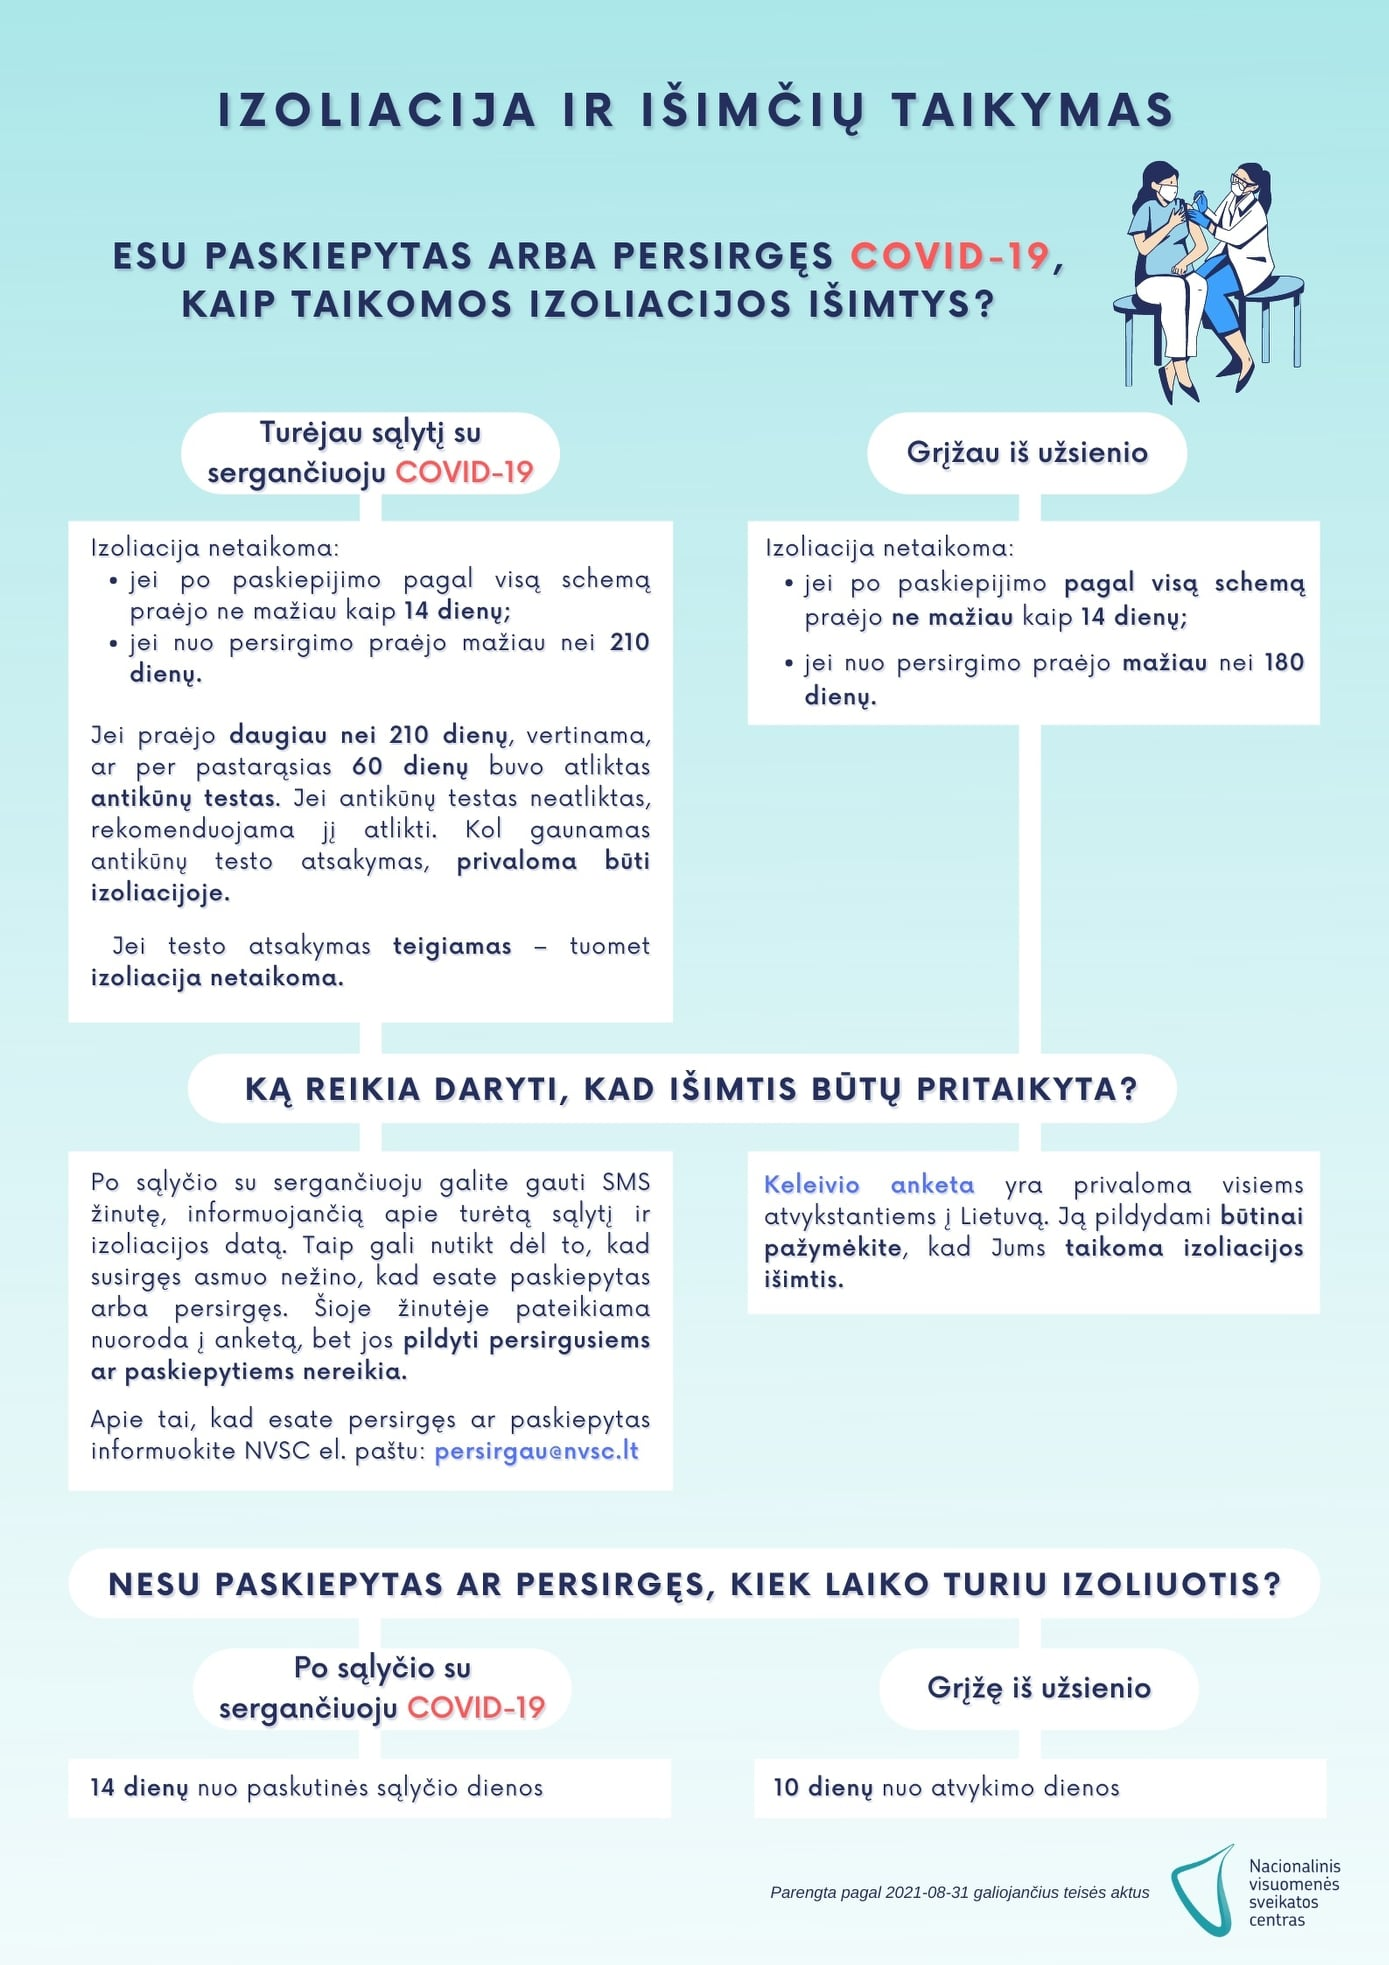 IZOLIACIJA IR IŠIMČIŲ TAIKYMAS
ESU PASKIEPYTAS ARBA PERSIRGĘS COVID-19,
KAIP TAIKOMOS IZOLIACIJOS IŠIMTYS?
Turėjau sąlytį su
sergančiuoju COVID-19
Izoliacija netaikoma:
• jei po paskiepijimo pagal visą schemą
praėjo ne mažiau kaip 14 dienų;
• jei nuo persirgimo praėjo mažiau nei 210
dienų.
Jei praėjo daugiau nei 210 dienų, vertinama,
ar per pastarąsias 60 dienų buvo atliktas
antikūnų testas. Jei antikūnų testas neatliktas,
rekomenduojama jį atlikti. Kol gaunamas
antikūnų testo atsakymas, privaloma būti
izoliacijoje.
Jei testo atsakymas teigiamas – tuomet
izoliacija netaikoma.
Grįžau iš užsienio
Izoliacija netaikoma:
• jei po paskiepijimo pagal visą schemą
praėjo ne mažiau kaip 14 dienų;
• jei nuo persirgimo praėjo mažiau nei 180
dienų.
KĄ REIKIA DARYTI, KAD IŠIMTIS BŪTŲ PRITAIKYTA?
Po sąlyčio su sergančiuoju galite gauti SMS
žinutę, informuojančią apie turėtą sąlytį ir
izoliacijos datą. Taip gali nutikt dėl to, kad
susirgęs asmuo nežino, kad esate paskiepytas
arba persirgęs. Šioje žinutėje pateikiama
nuoroda į anketą, bet jos pildyti persirgusiems
ar paskiepytiems nereikia.
Apie tai, kad esate persirgęs ar paskiepytas
informuokite NVSC el. paštu: persirgau@nvsc.lt
Keleivio anketa yra privaloma visiems
atvykstantiems į Lietuvą. Ją pildydami būtinai
pažymėkite, kad Jums taikoma izoliacijos
išimtis.
NESU PASKIEPYTAS AR PERSIRGĘS, KIEK LAIKO TURIU IZOLIUOTIS?
Po sąlyčio su
sergančiuoju COVID-19
14 dienų nuo paskutinės sąlyčio dienos
Grįžę iš užsienio
10 dienų nuo atvykimo dienos
Parengta pagal 2021-08-31 galiojančius teisės aktus
Nacionalinis
visuomenės
sveikatos
centras